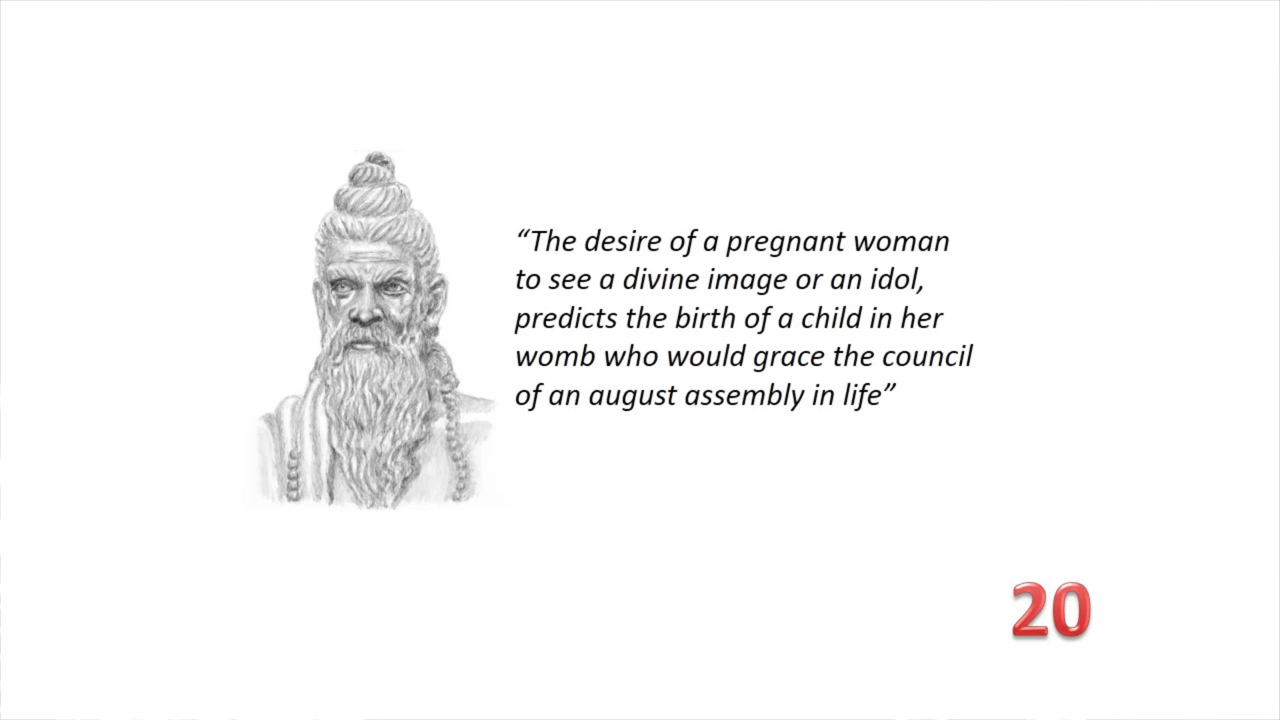 “The desire of a pregnant woman
to see a divine image or an idol,
predicts the birth of a child in her
womb who would grace the council
of an august assembly in life”
20